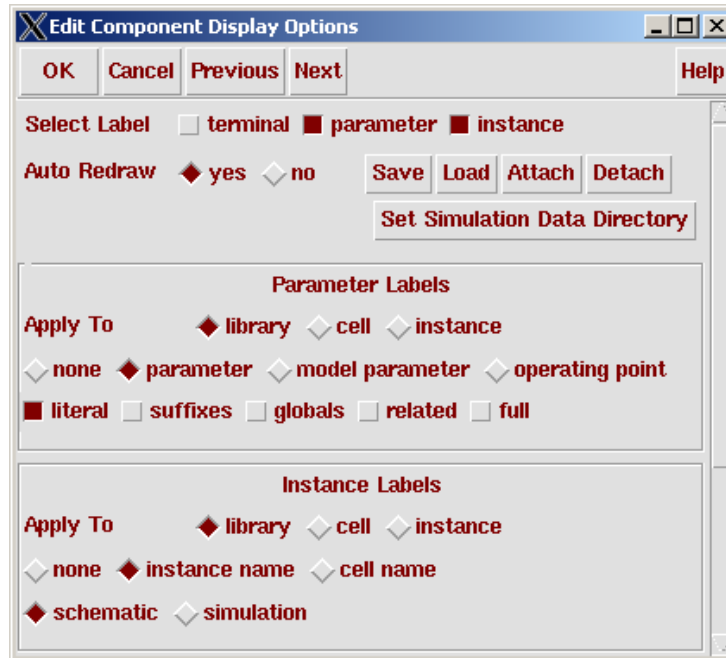 Edit Component Display Options
OK Cancel Previous Next Help
Select Label terminal parameter instance
Auto Redraw yes no Save Load Attach Detach
Set Simulation Data Directory
Parameter Labels
Apply To library cell instance
none parameter model parameter operating point
literal suffixes globals related full
Instance Labels
Apply To library cell instance
none instance name cell name
schematic simulation